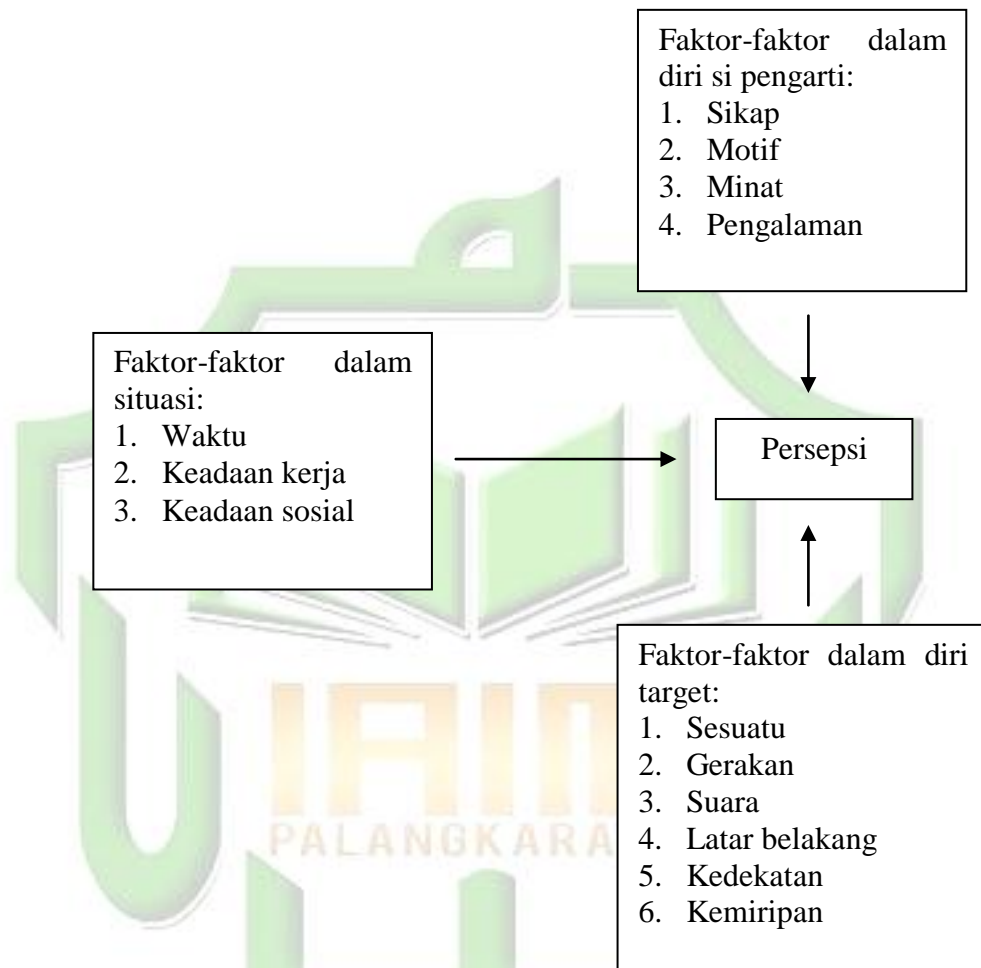 Faktor-faktor dalam
diri si pengarti:
1. Sikap
2. Motif
3. Minat
4. Pengalaman
Faktor-faktor dalam
situasi:
1. Waktu
2. Keadaan kerja
3. Keadaan sosial
Persepsi
Faktor-faktor dalam diri
target:
1. Sesuatu
2. Gerakan
3. Suara
4. Latar belakang
5. Kedekatan
6. Kemiripan
IAIN
PALANGKARA